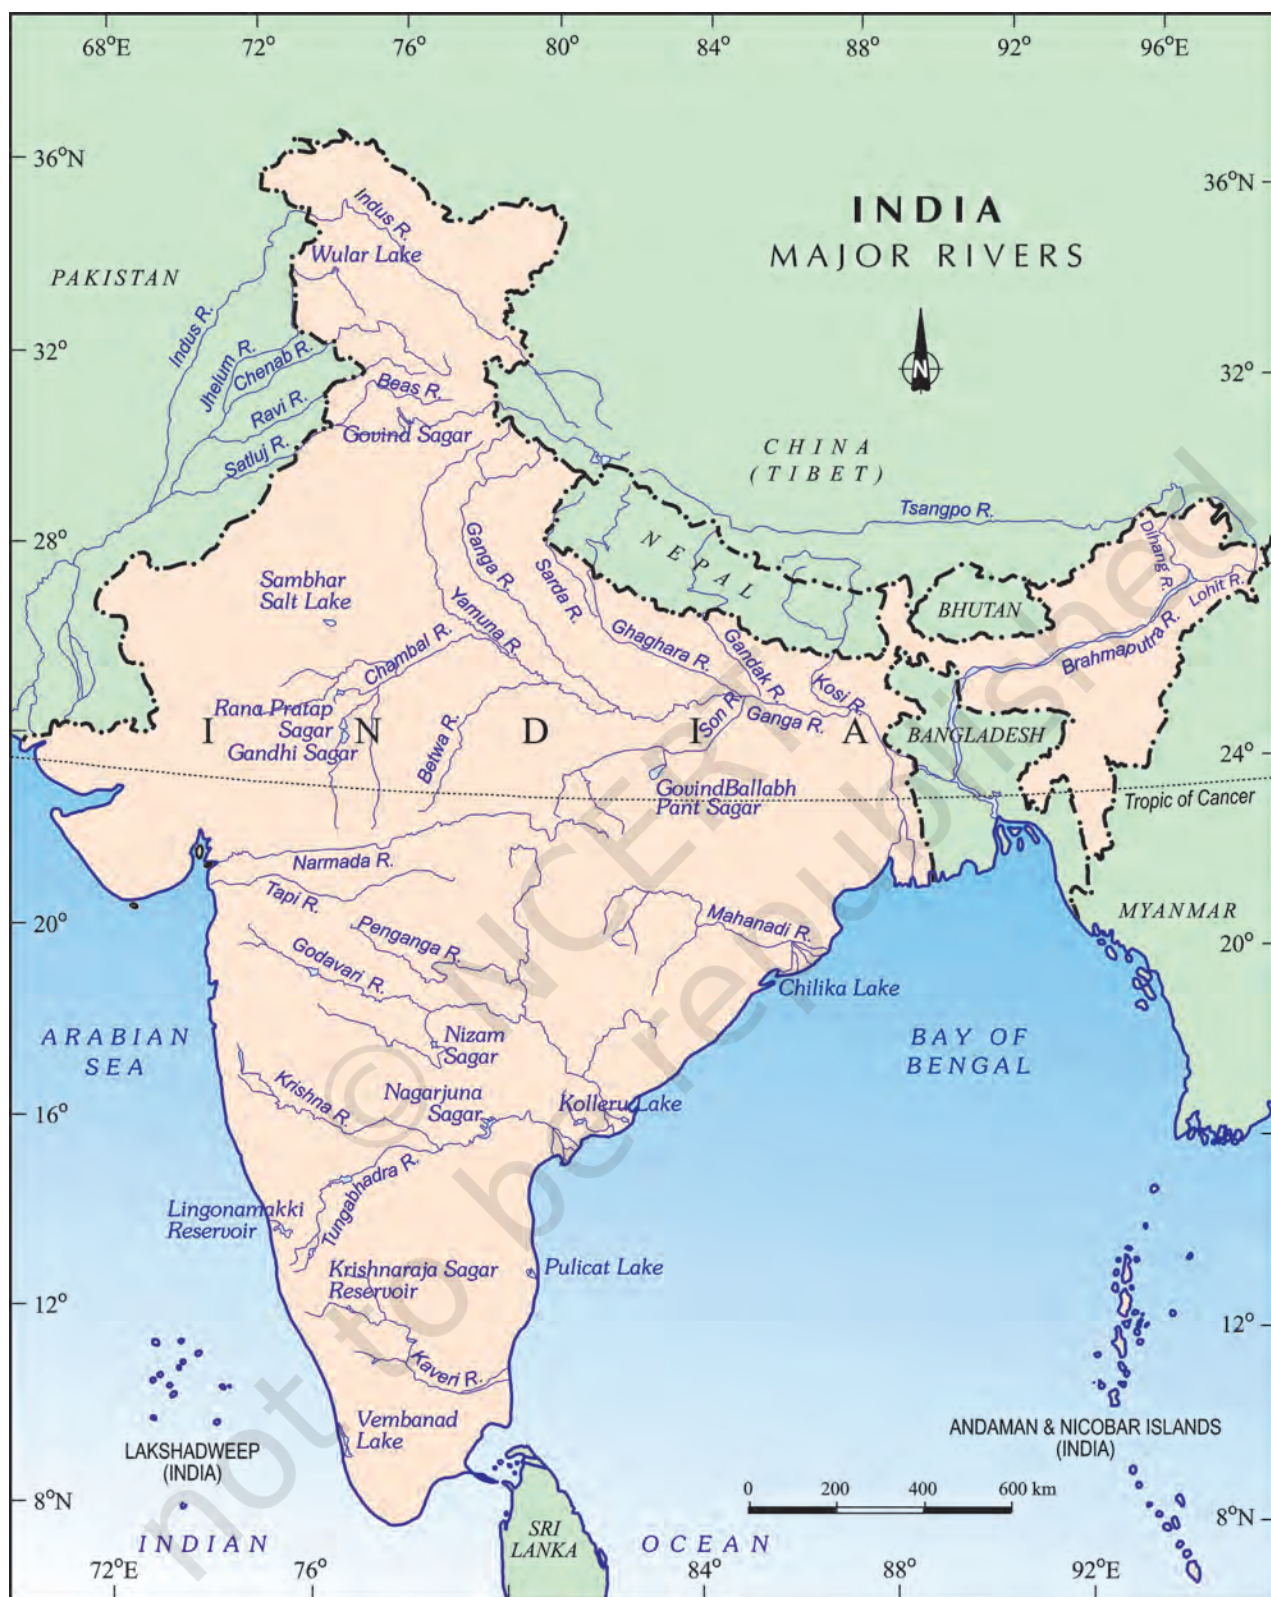 68°E 72° 76° 80° 84° 88° 92° 96°E
36°N
36°N
INDIA
MAJOR RIVERS
N
Indus R.
Wular Lake
PAKISTAN
Indus R.
32°
32°
Jhelum R.
Chenab R.
Beas R.
Ravi R.
Govind Sagar
Satluj R.
CHINA
(TIBET)
Tsangpo R.
28°
28°
NEPAL
Dihang R.
Ganga R.
Sarda R.
Sambhar
Salt Lake
Lohit R.
BHUTAN
Yamuna R.
Ghaghara R.
Brahmaputra R.
Chambal R.
Gandak R.
Kosi R.
Rana Pratap
Sagar
Gandhi Sagar
Son R.
Ganga R.
Betwa R.
INDIA
BANGLADESH
24°
GovindBallabh
Pant Sagar
Tropic of Cancer
Narmada R.
Tapi R.
20°
Penganga R.
Mahanadi R.
MYANMAR
20°
Godavari R.
Chilika Lake
ARABIAN
SEA
Nizam
Sagar
BAY OF
BENGAL
Krishna R.
Nagarjuna
Sagar
Kolleru Lake
16°
Tungabhadra R.
Lingonamakki
Reservoir
Krishnaraja Sagar
Reservoir
Pulicat Lake
12°
12°
Kaveri R.
Vembanad
Lake
LAKSHADWEEP
(INDIA)
ANDAMAN & NICOBAR ISLANDS
(INDIA)
0 200 400 600 km
8°N
8°N
SRI
LANKA
INDIAN OCEAN
72°E 76° 84° 88° 92°E
© NCERT
not to be republished